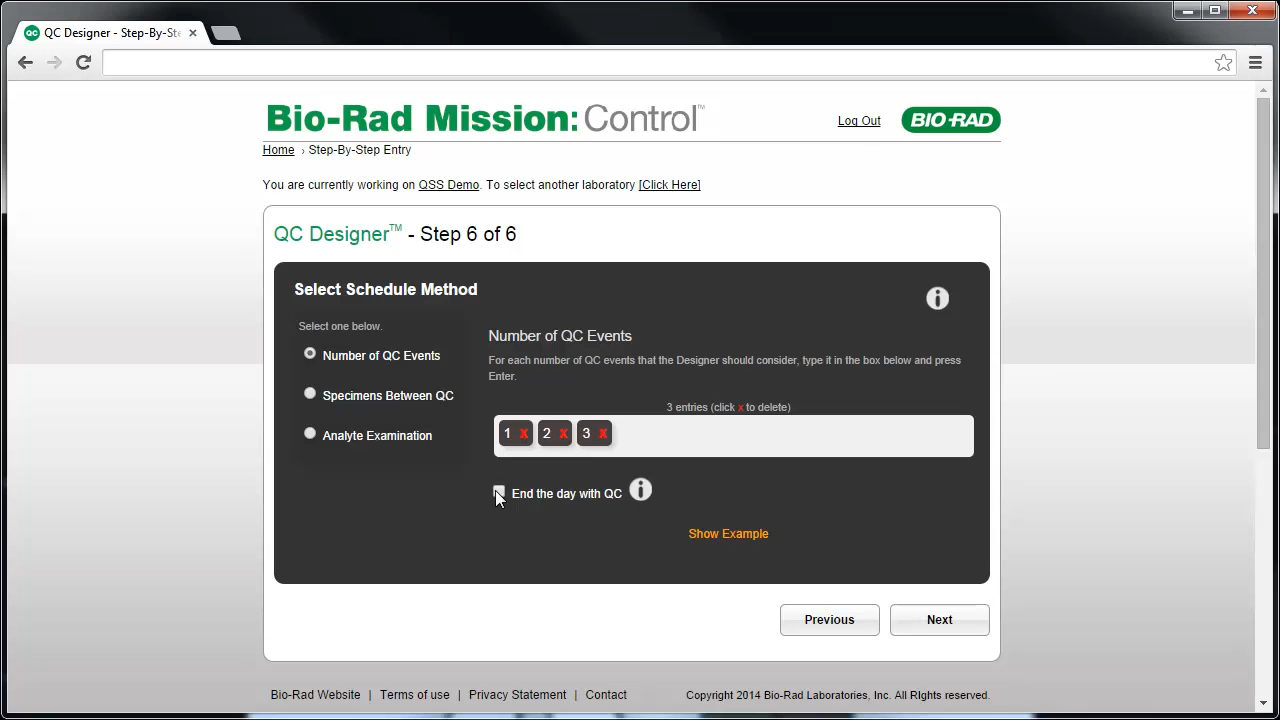 QC Designer - Step-By-Ste
Bio-Rad Mission:Control™
Log Out
BIO-RAD
Home › Step-By-Step Entry
You are currently working on QSS Demo. To select another laboratory [Click Here]
QC Designer™ - Step 6 of 6
Select Schedule Method
Select one below.
Number of QC Events
Specimens Between QC
Analyte Examination
Number of QC Events
For each number of QC events that the Designer should consider, type it in the box below and press
Enter.
3 entries (click x to delete)
1 x 2 x 3 x
End the day with QC
Show Example
Previous
Next
Bio-Rad Website | Terms of use | Privacy Statement | Contact
Copyright 2014 Bio-Rad Laboratories, Inc. All Rights reserved.